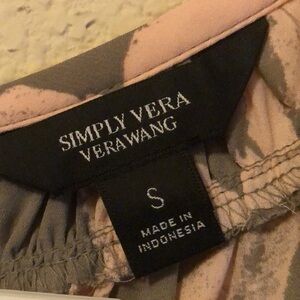 SIMPLY VERA
VERAWANG
S
MADE IN
INDONESIA